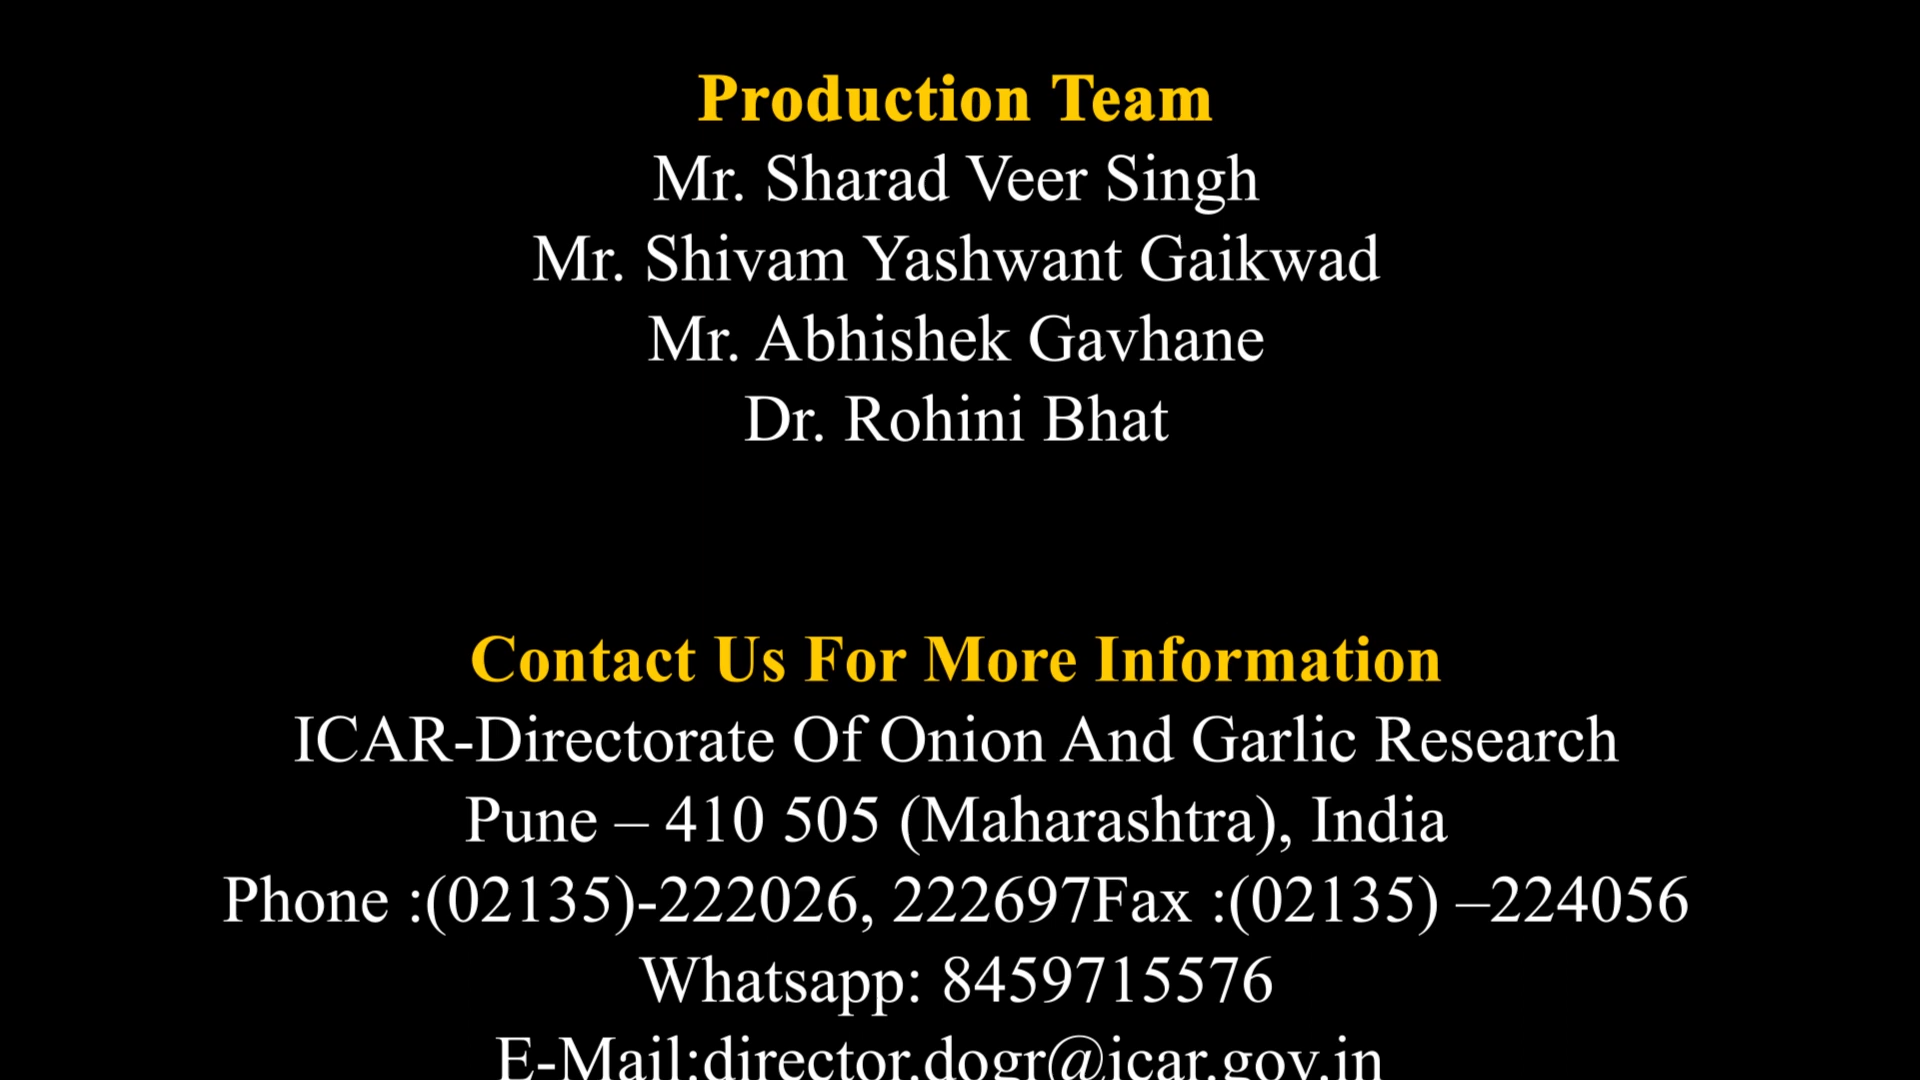 Production Team
Mr. Sharad Veer Singh
Mr. Shivam Yashwant Gaikwad
Mr. Abhishek Gavhane
Dr. Rohini Bhat
Contact Us For More Information
ICAR-Directorate Of Onion And Garlic Research
Pune – 410 505 (Maharashtra), India
Phone :(02135)-222026, 222697Fax :(02135) –224056
Whatsapp: 8459715576
E-Mail:director.dogr@icar.gov.in